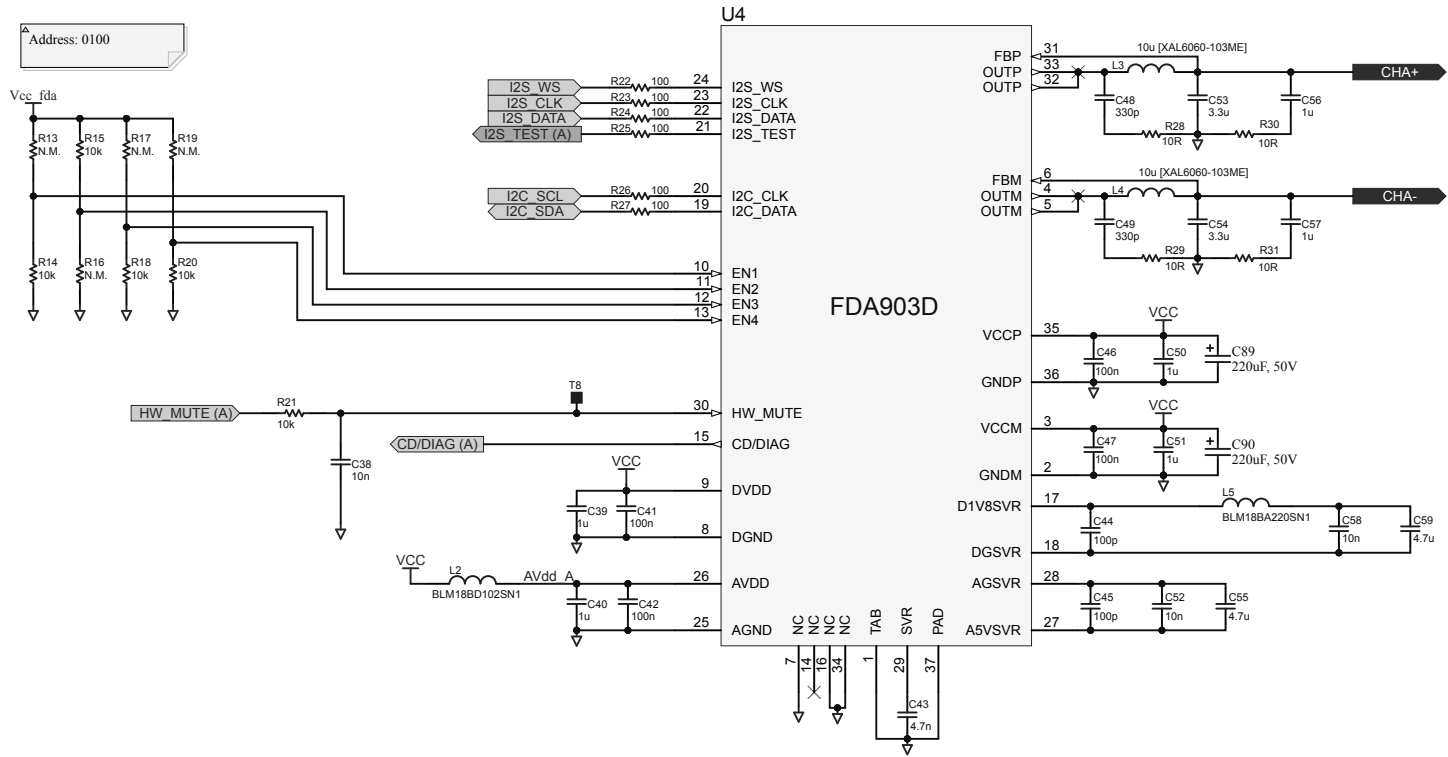 U4
Address: 0100
Vcc_fda
R13
N.M.
R15
10k
R17
N.M.
R19
N.M.
R14
10k
R16
N.M.
R18
10k
R20
10k
I2S_WS
R22
100
24
I2S_WS
I2S_CLK
R23
100
23
I2S_CLK
I2S_DATA
R24
100
22
I2S_DATA
I2S_TEST (A)
R25
100
21
I2S_TEST
I2C_SCL
R26
100
20
I2C_CLK
I2C_SDA
R27
100
19
I2C_DATA
10
EN1
11
EN2
12
EN3
13
EN4
FDA903D
HW_MUTE (A)
R21
10k
T8
30
HW_MUTE
C38
10n
CD/DIAG (A)
15
CD/DIAG
VCC
9
DVDD
C39
1u
C41
100n
8
DGND
VCC
L2
BLM18BD102SN1
AVdd_A
26
AVDD
C40
1u
C42
100n
25
AGND
NC
NC
NC
NC
TAB
SVR
PAD
7
14
16
34
1
29
37
C43
4.7n
FBP
31
10u [XAL6060-103ME]
OUTP
33
L3
CHA+
OUTP
32
C48
330p
C53
3.3u
C56
1u
R28
10R
R30
10R
FBM
6
10u [XAL6060-103ME]
OUTM
4
L4
CHA-
OUTM
5
C49
330p
C54
3.3u
C57
1u
R29
10R
R31
10R
VCC
VCCP
35
C46
100n
C50
1u
+
C89
220uF, 50V
GNDP
36
VCC
VCCM
3
C47
100n
C51
1u
+
C90
220uF, 50V
GNDM
2
D1V8SVR
17
L5
BLM18BA220SN1
C44
100p
C58
10n
C59
4.7u
DGSVR
18
AGSVR
28
C45
100p
C52
10n
C55
4.7u
A5VSVR
27